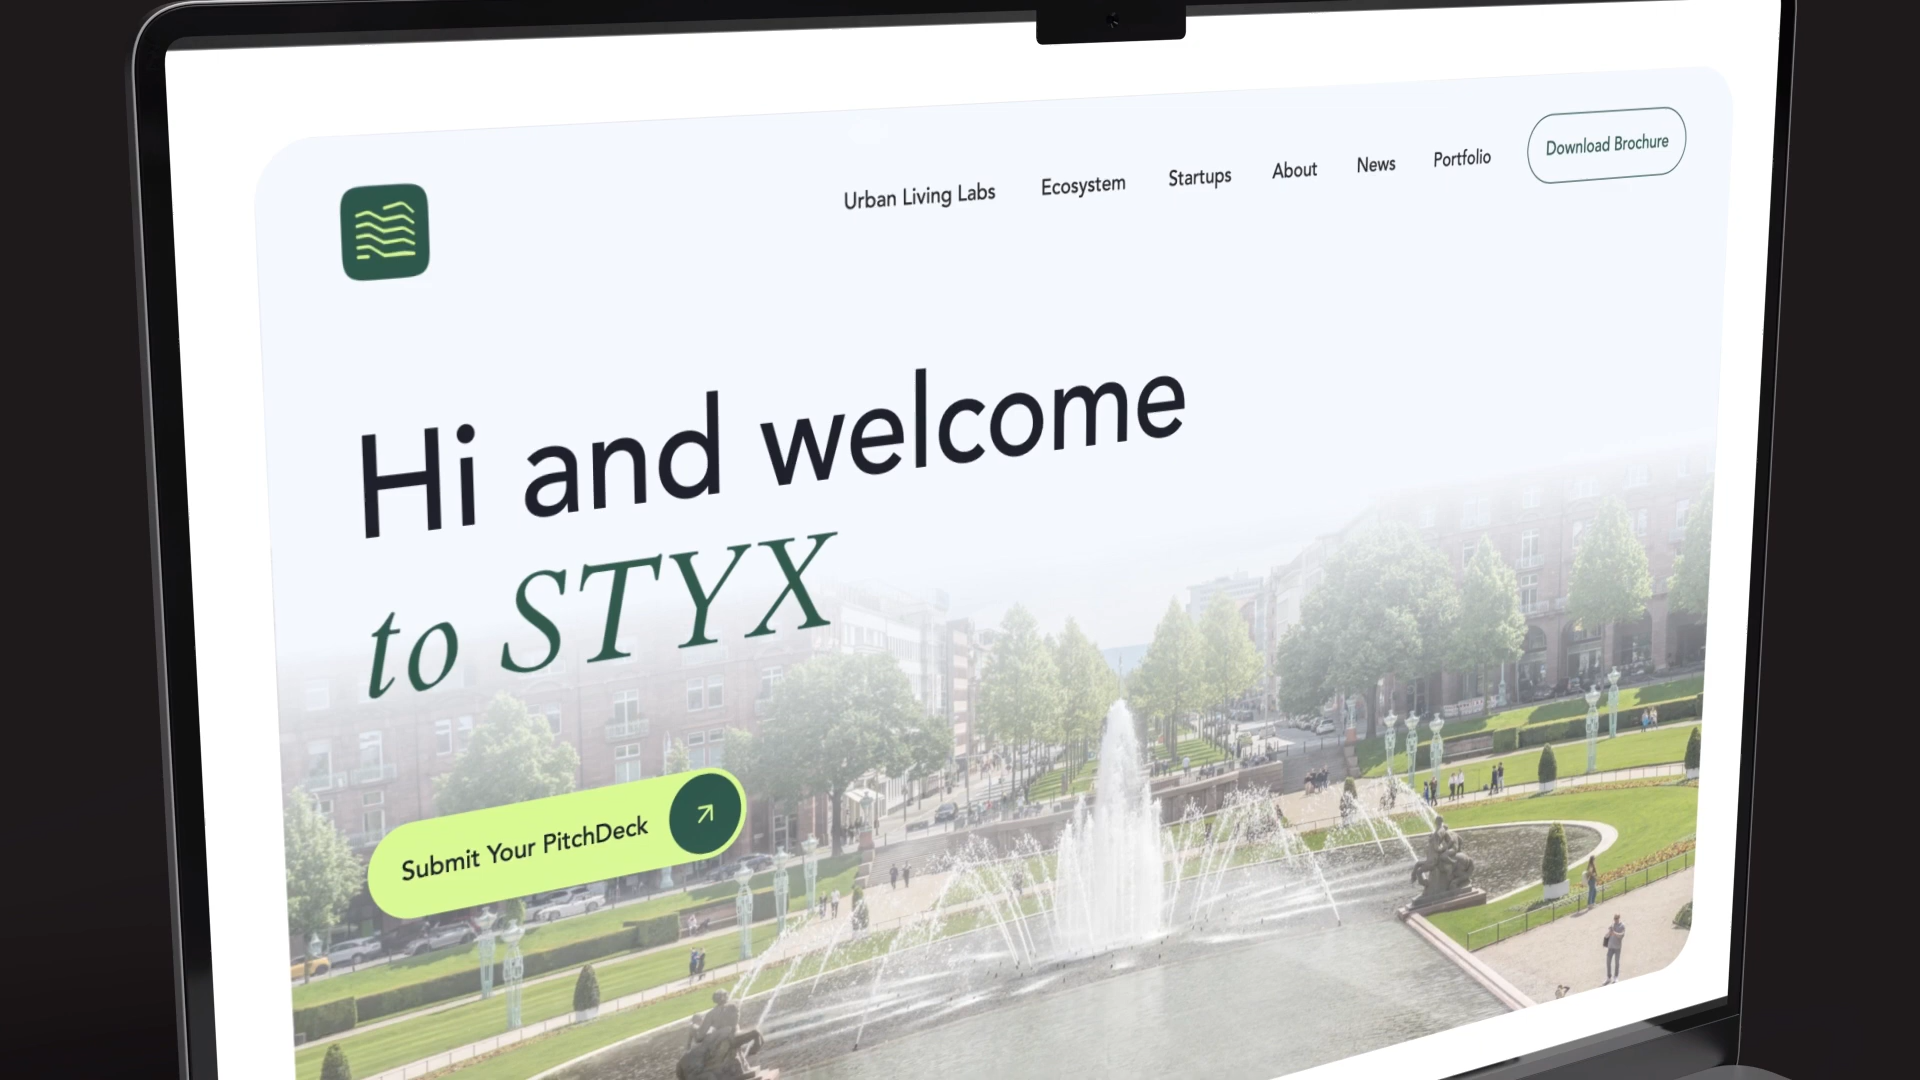 Urban Living Labs
Ecosystem
Startups
About
News
Portfolio
Download Brochure
Hi and welcome
to STYX
Submit Your PitchDeck